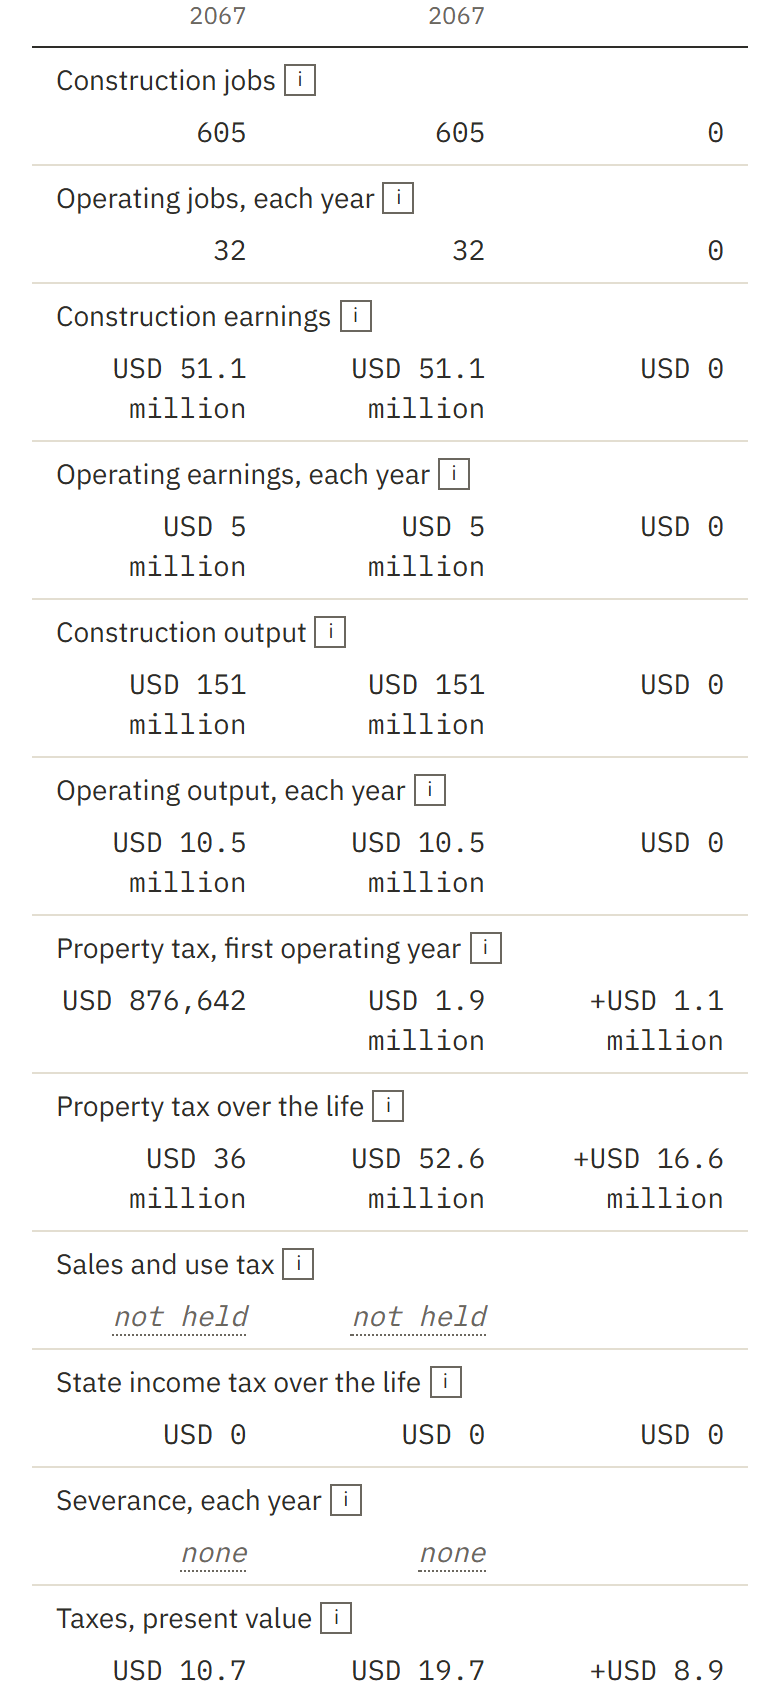 2067 2067
Construction jobs i
605 605 0
Operating jobs, each year i
32 32 0
Construction earnings i
USD 51.1 USD 51.1 USD 0
million million
Operating earnings, each year i
USD 5 USD 5 USD 0
million million
Construction output i
USD 151 USD 151 USD 0
million million
Operating output, each year i
USD 10.5 USD 10.5 USD 0
million million
Property tax, first operating year i
USD 876,642 USD 1.9 +USD 1.1
million million
Property tax over the life i
USD 36 USD 52.6 +USD 16.6
million million million
Sales and use tax i
not held not held
State income tax over the life i
USD 0 USD 0 USD 0
Severance, each year i
none none
Taxes, present value i
USD 10.7 USD 19.7 +USD 8.9